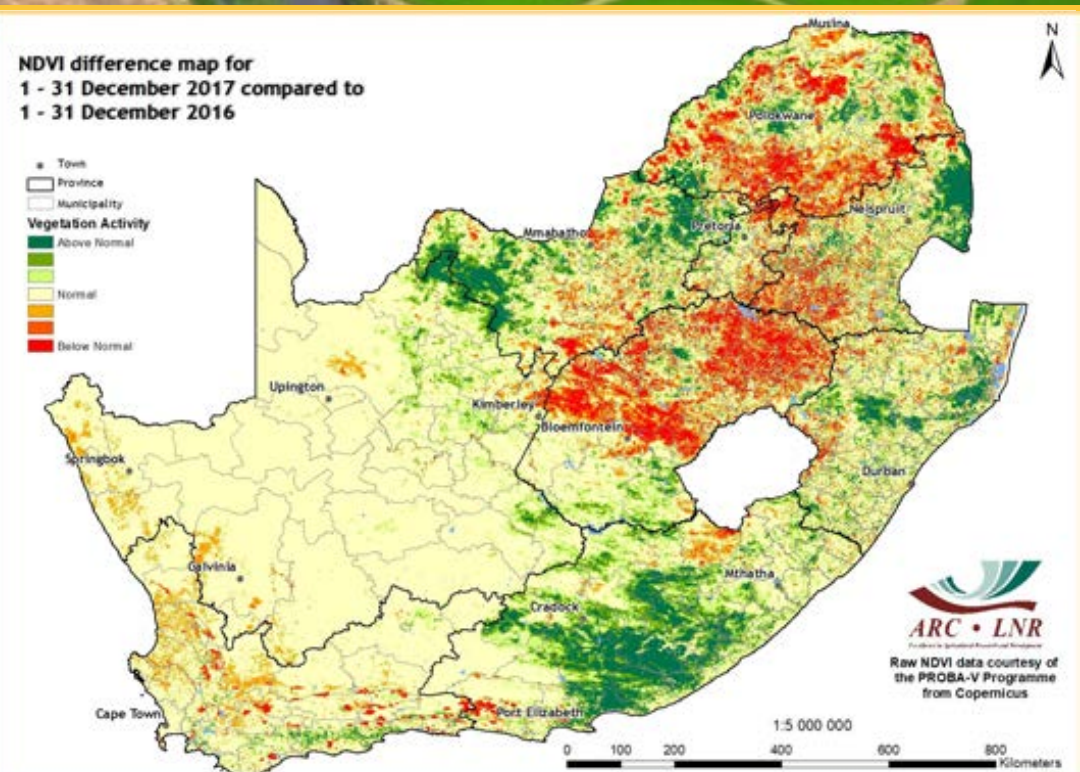 NDVI difference map for
1 - 31 December 2017 compared to
1 - 31 December 2016
Town
Province
Municipality
Vegetation Activity
Above Normal
Normal
Below Normal
N
Musina
Polokwane
Nelspruit
Pretoria
Mmabatho
Upington
Kimberley
Bloemfontein
Springbok
Durban
Calvinia
Mthatha
Cradock
Cape Town
Port Elizabeth
ARC • LNR
Raw NDVI data courtesy of
the PROBA-V Programme
from Copernicus
1:5 000 000
0 100 200 400 600 800
Kilometers